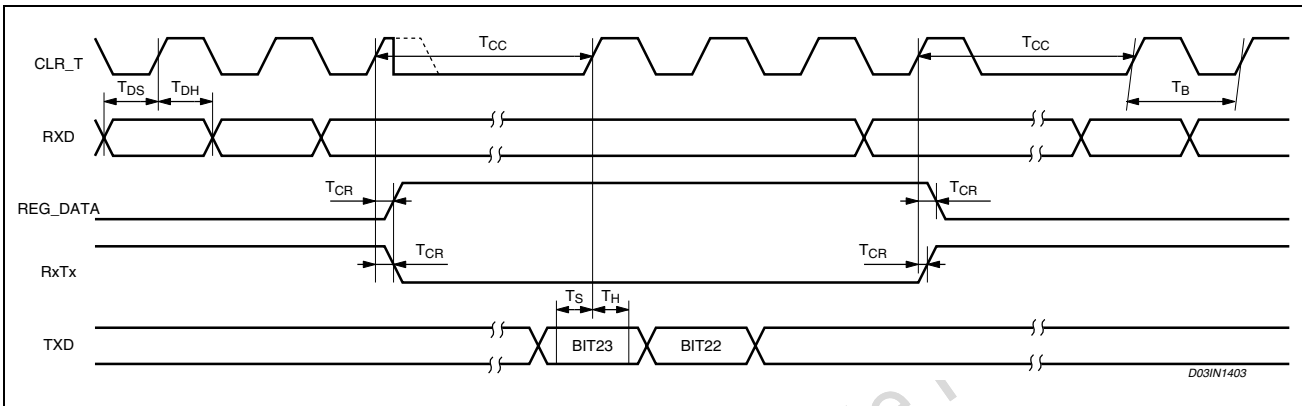 CLR_T
TCC
TCC
TDS
TDH
TB
RXD
TCR
TCR
REG_DATA
TCR
TCR
RxTx
TS
TH
TXD
BIT23
BIT22
D03IN1403